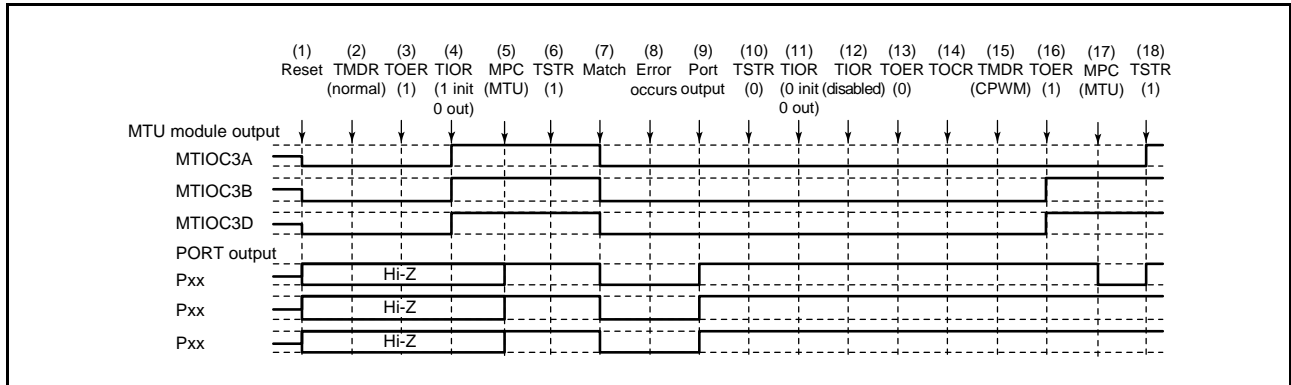 (1) (2) (3) (4) (5) (6) (7) (8) (9) (10) (11) (12) (13) (14) (15) (16) (17) (18)
Reset TMDR TOER TIOR MPC TSTR Match Error Port TSTR TIOR TIOR TOER TOCR TMDR TOER MPC TSTR
(normal) (1) (1 init (MTU) (1) occurs output (0) (0 init (disabled) (0) (CPWM) (1) (MTU) (1)
0 out) 0 out)
MTU module output
MTIOC3A
MTIOC3B
MTIOC3D
PORT output
Pxx Hi-Z
Pxx Hi-Z
Pxx Hi-Z